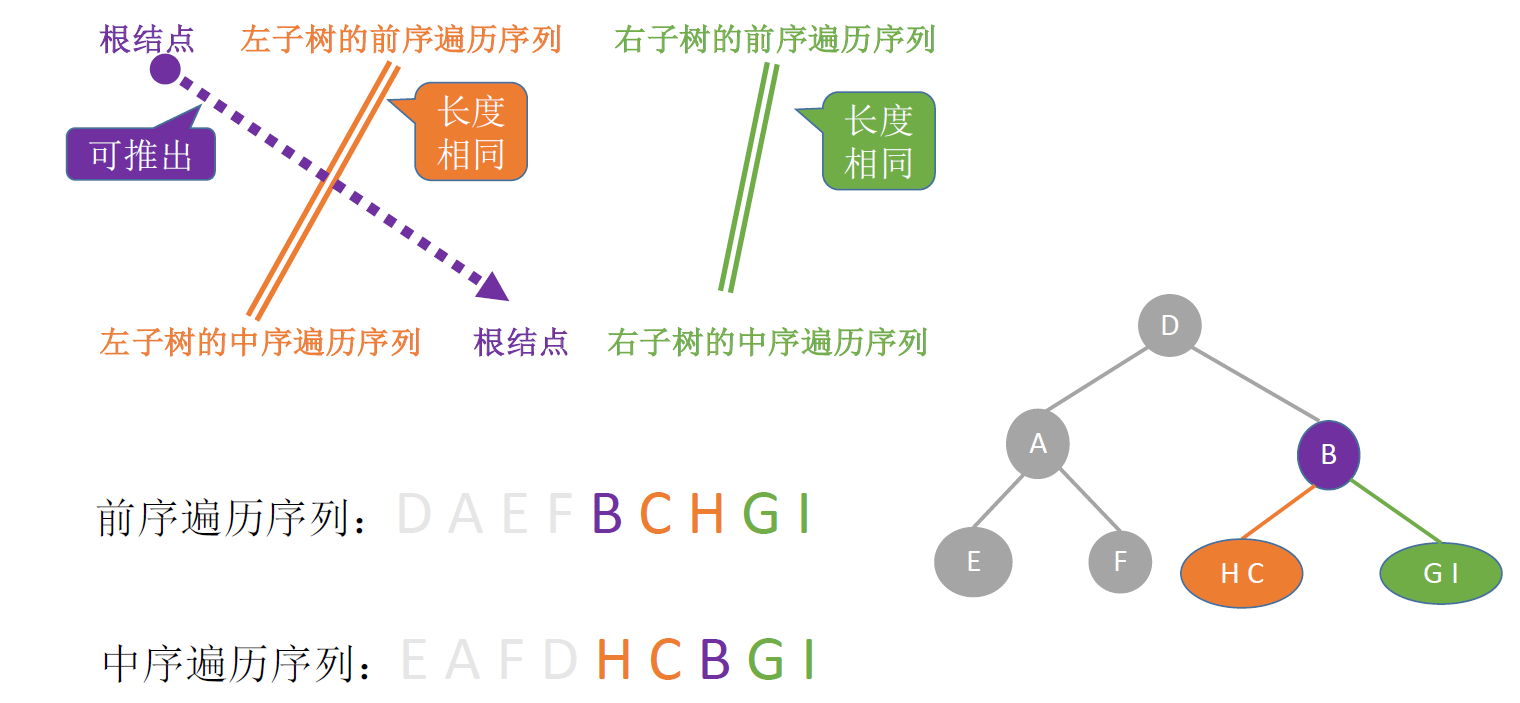 根结点 左子树的前序遍历序列 右子树的前序遍历序列
可推出
长度
相同
长度
相同
左子树的中序遍历序列 根结点 右子树的中序遍历序列
前序遍历序列：D A E F B C H G I
中序遍历序列：E A F D H C B G I
D
A
B
E
F
H C
G I